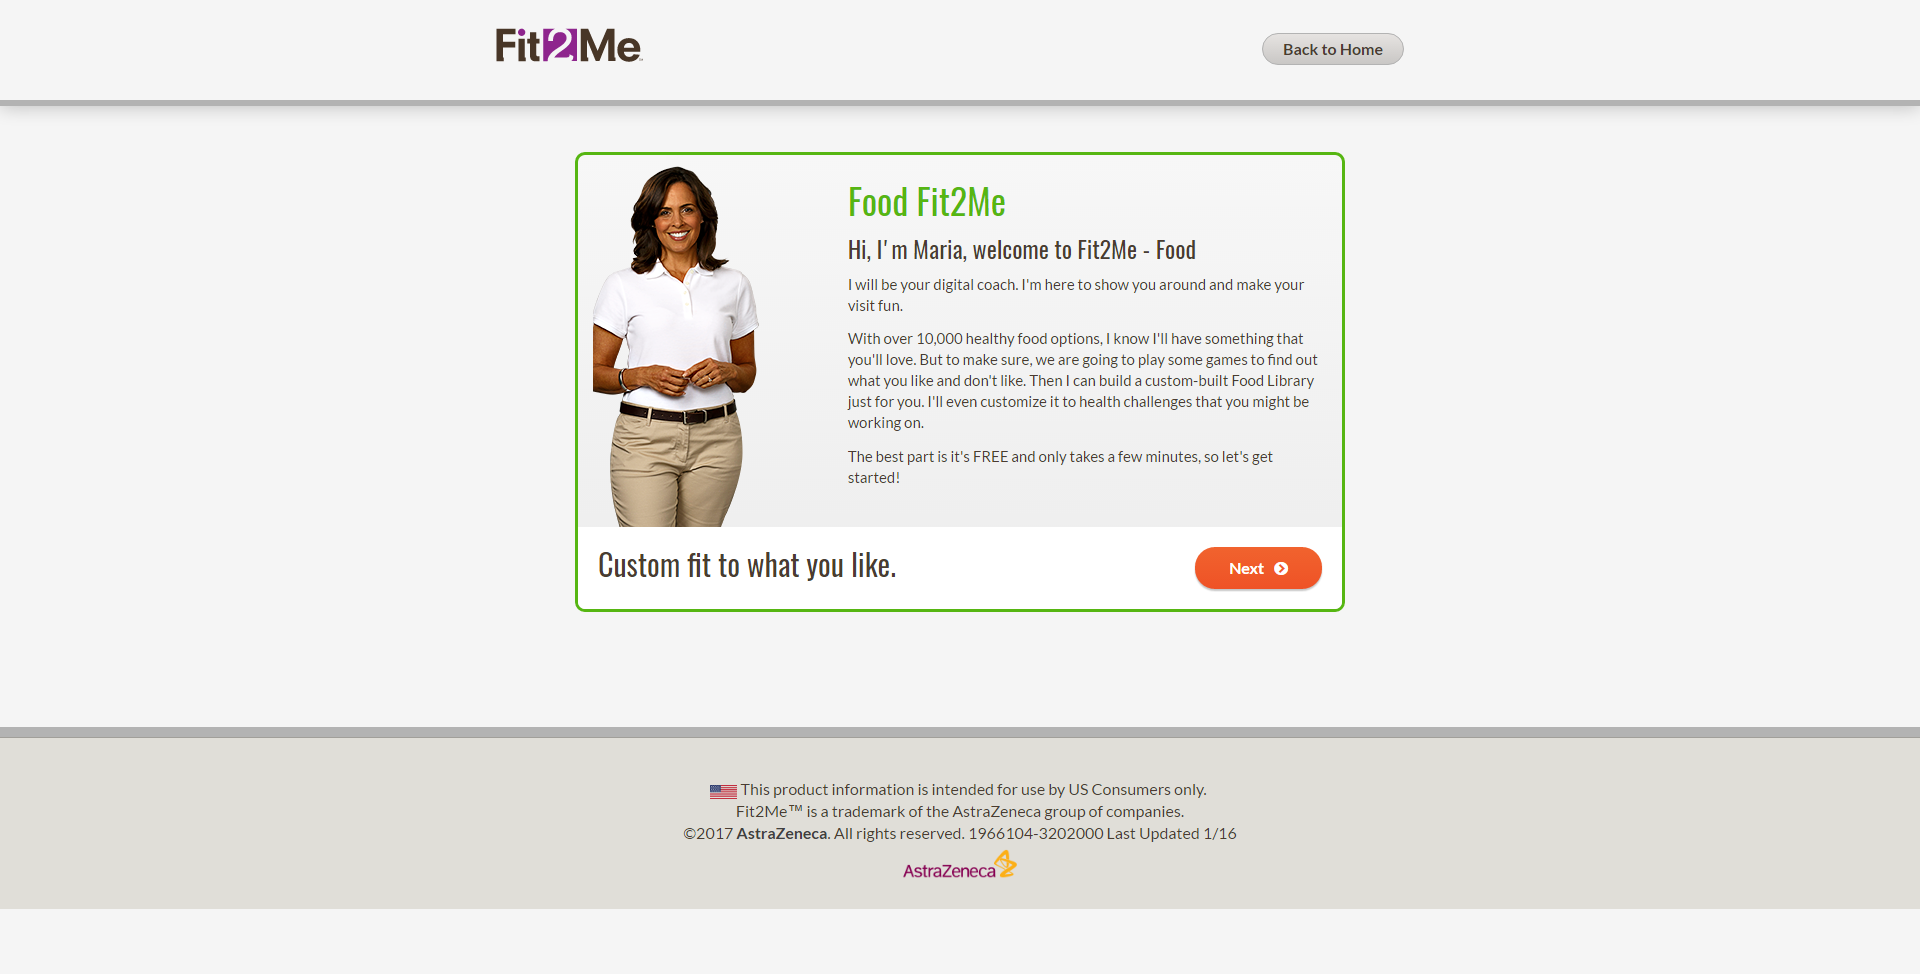 Fit2Me
Back to Home
Food Fit2Me
Hi, I'm Maria, welcome to Fit2Me - Food
I will be your digital coach. I'm here to show you around and make your
visit fun.
With over 10,000 healthy food options, I know I'll have something that
you'll love. But to make sure, we are going to play some games to find out
what you like and don't like. Then I can build a custom-built Food Library
just for you. I'll even customize it to health challenges that you might be
working on.
The best part is it's FREE and only takes a few minutes, so let's get
started!
Custom fit to what you like.
Next
This product information is intended for use by US Consumers only.
Fit2Me™ is a trademark of the AstraZeneca group of companies.
©2017 AstraZeneca. All rights reserved. 1966104-3202000 Last Updated 1/16
AstraZeneca